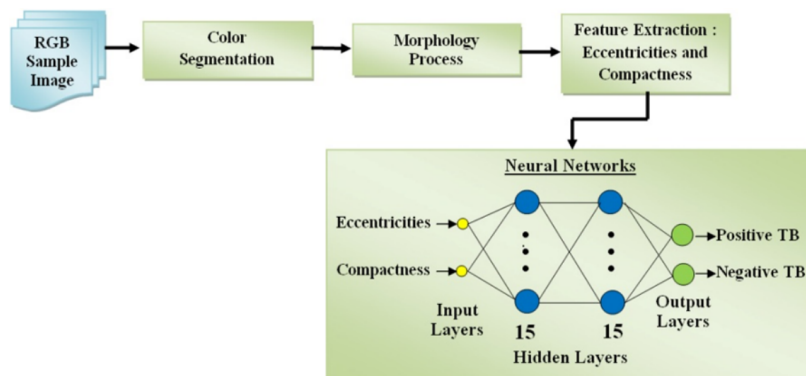 RGB
Sample
Image
Color
Segmentation
Morphology
Process
Feature Extraction :
Eccentricities and
Compactness
Neural Networks
Eccentricities
Compactness
Positive TB
Negative TB
Input
Layers
15
15
Output
Layers
Hidden Layers